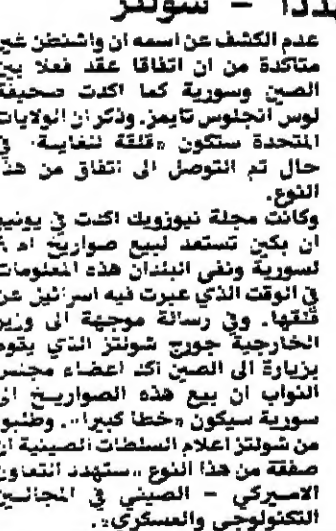 – شولتز
عدم الكشف عن اسمه ان واشنطن غير
متاكدة من ان اتفاقا عقد فعلا بين
الصين وسورية كما اكدت صحيفة
لوس انجلوس تايمز. وذكر ان الولايات
المتحدة ستكون «قلقة للغاية» في
حال تم التوصل الى اتفاق من هذا
النوع.
وكانت مجلة نيوزويك اكدت في يونيو
ان بكين تستعد لبيع صواريخ ام
لسورية ونفى البلدان هذه المعلومات
في الوقت الذي عبرت فيه اسرائيل عن
قلقها. وفي رسالة موجهة الى وزير
الخارجية جورج شولتز الذي يقوم
بزيارة الى الصين اكد اعضاء مجلس
النواب ان بيع هذه الصواريخ الى
سورية سيكون «خطا كبيرا». وطلبوا
من شولتز اعلام السلطات الصينية ان
صفقة من هذا النوع «ستهدد التعاون
الاميركي – الصيني في المجالين
التكنولوجي والعسكري».